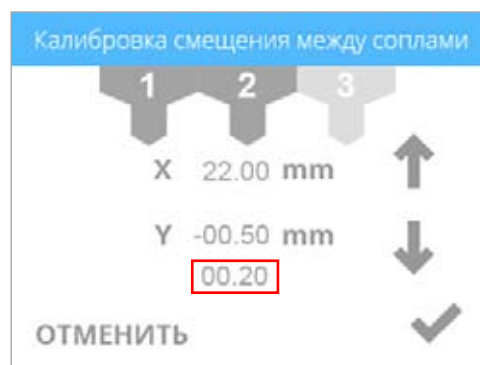 Калибровка смещения между соплами
1 2 3
X 22.00 mm
Y -00.50 mm
00.20
ОТМЕНИТЬ